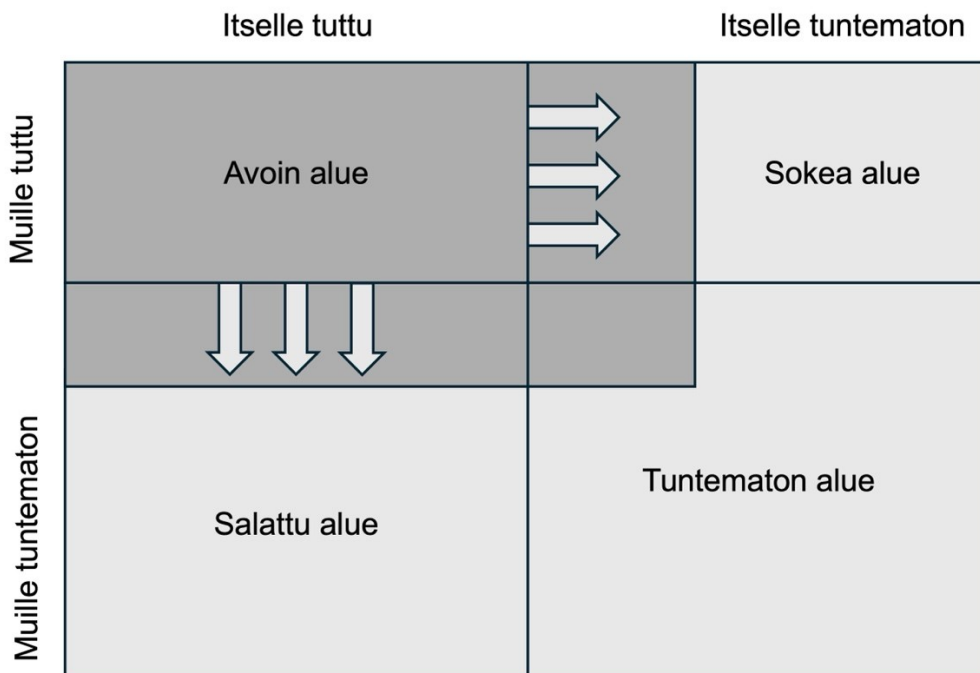 Itselle tuttu
Itselle tuntematon
Muille tuttu
Avoin alue
Sokea alue
Muille tuntematon
Salattu alue
Tuntematon alue